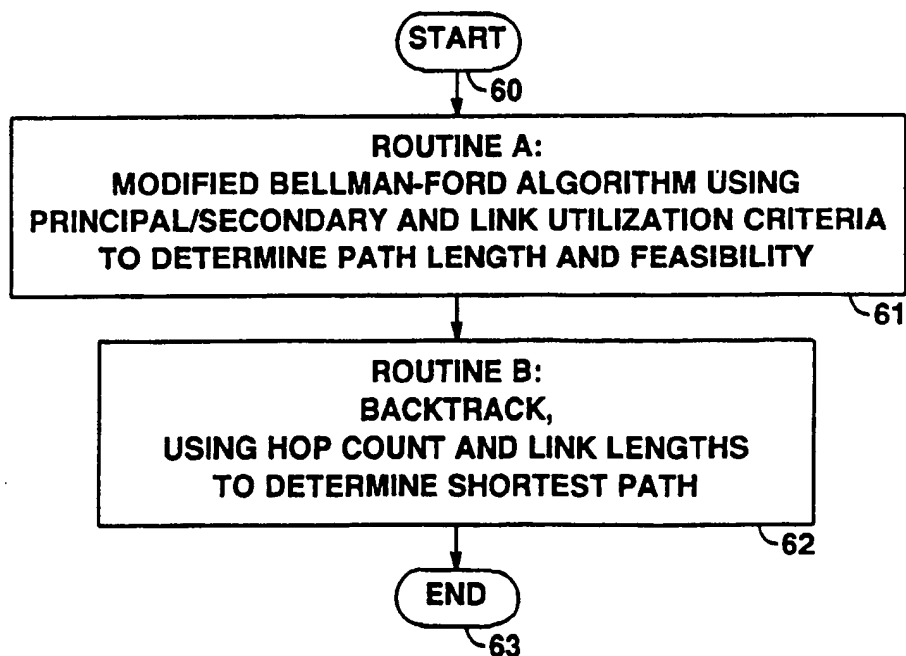 START
60
ROUTINE A:
MODIFIED BELLMAN-FORD ALGORITHM USING
PRINCIPAL/SECONDARY AND LINK UTILIZATION CRITERIA
TO DETERMINE PATH LENGTH AND FEASIBILITY
61
ROUTINE B:
BACKTRACK,
USING HOP COUNT AND LINK LENGTHS
TO DETERMINE SHORTEST PATH
62
END
63